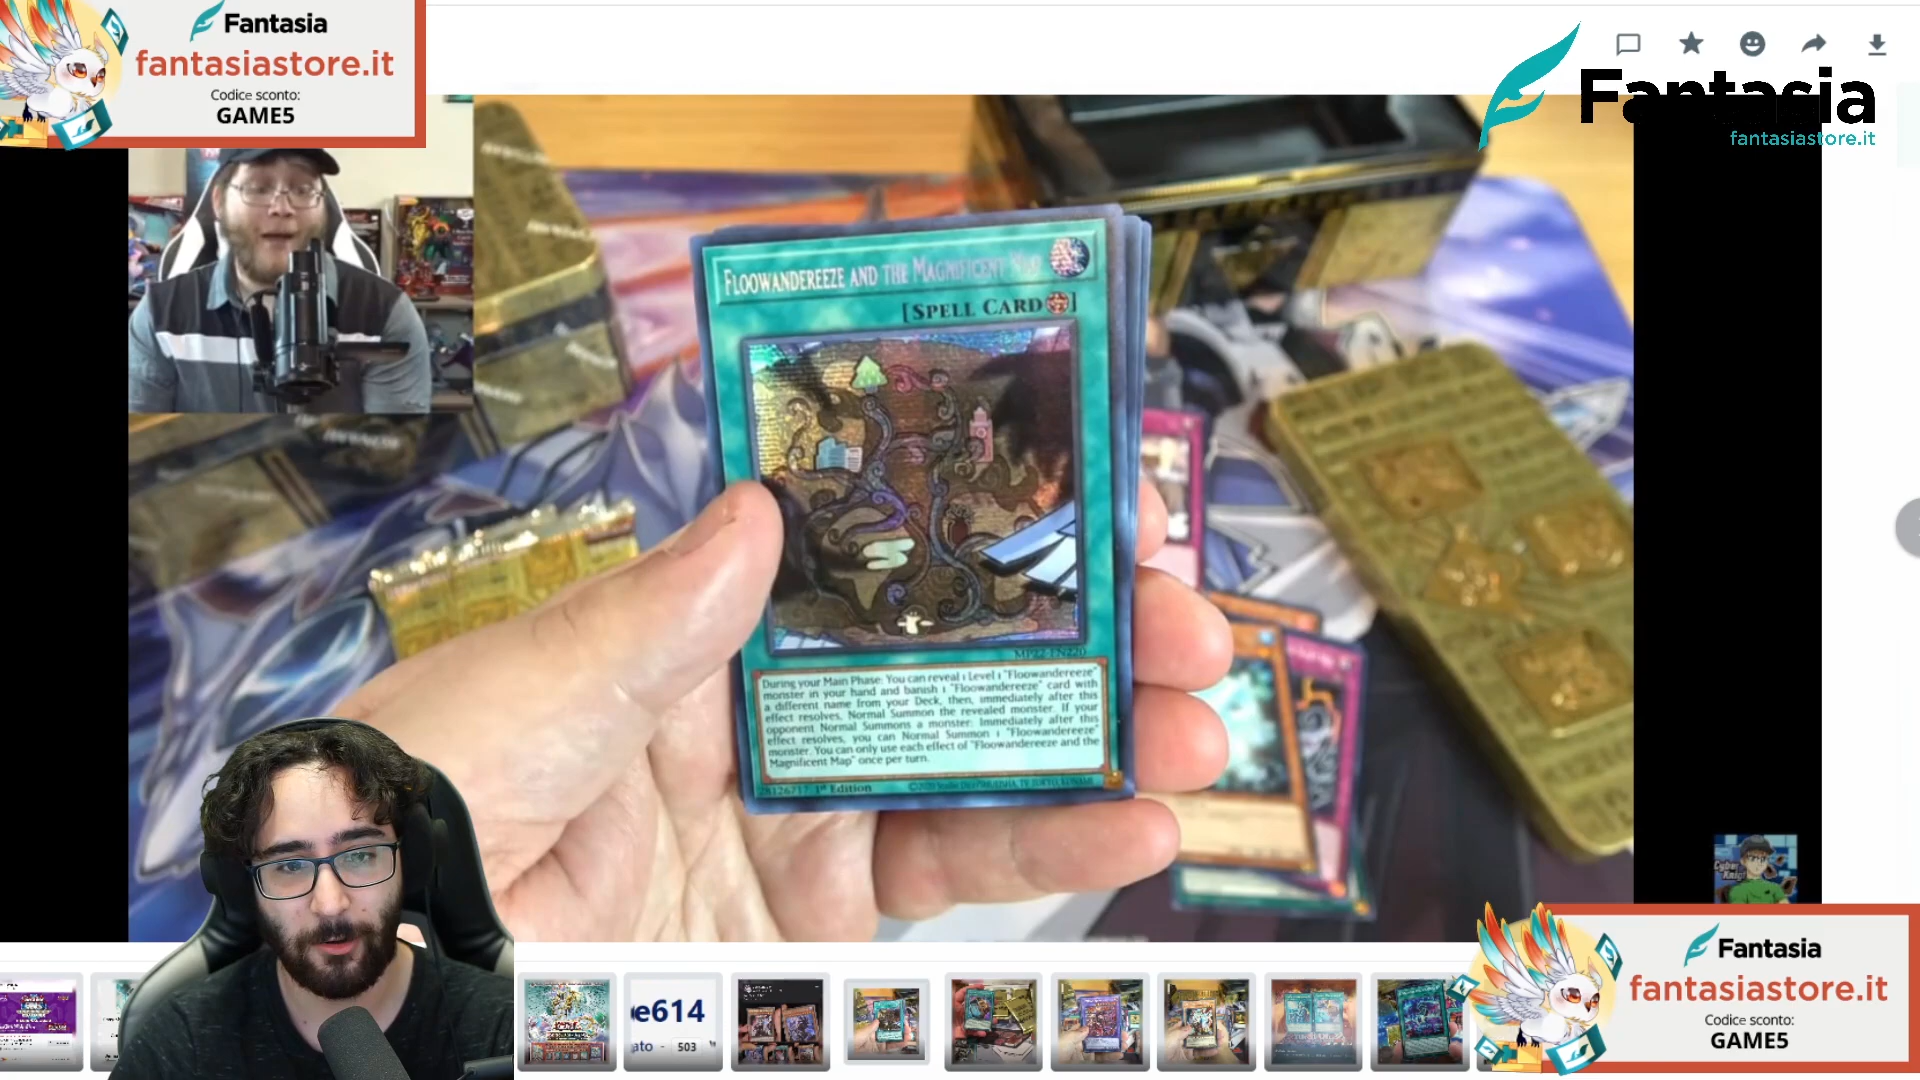 Fantasia
fantasiastore.it
Codice sconto:
GAME5
Fantasia
fantasiastore.it
FLOOWANDEREEZE AND THE MAGNIFICENT MAP
[SPELL CARD]
MP22-EN220
During your Main Phase: You can reveal 1 Level 1 "Floowandereeze"
monster in your hand and banish 1 "Floowandereeze" card with
a different name from your Deck, then, immediately after this
effect resolves, Normal Summon the revealed monster. If your
opponent Normal Summons a monster: Immediately after this
effect resolves, you can Normal Summon 1 "Floowandereeze"
monster. You can only use each effect of "Floowandereeze and the
Magnificent Map" once per turn.
28126717 1st Edition
Cyber
e614
ato - 503
Fantasia
fantasiastore.it
Codice sconto:
GAME5